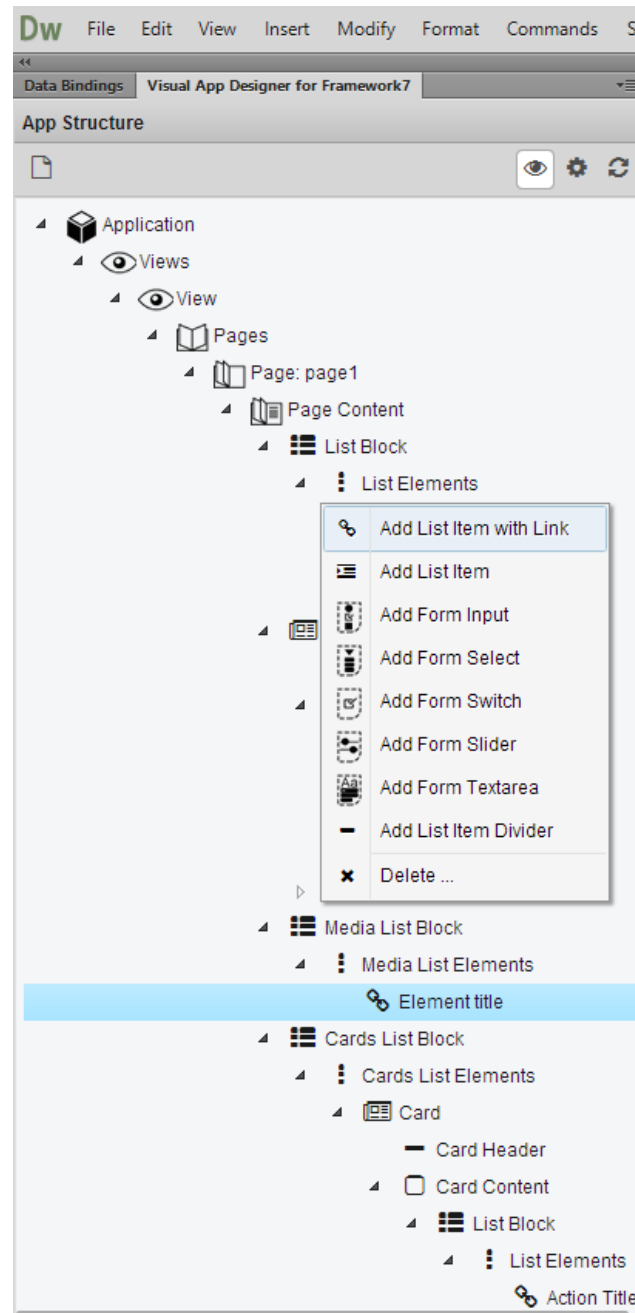 Dw File Edit View Insert Modify Format Commands S
Data Bindings Visual App Designer for Framework7
App Structure
Application
Views
View
Pages
Page: page1
Page Content
List Block
List Elements
Add List Item with Link
Add List Item
Add Form Input
Add Form Select
Add Form Switch
Add Form Slider
Aa
Add Form Textarea
Add List Item Divider
Delete ...
Media List Block
Media List Elements
Element title
Cards List Block
Cards List Elements
Card
Card Header
Card Content
List Block
List Elements
Action Title